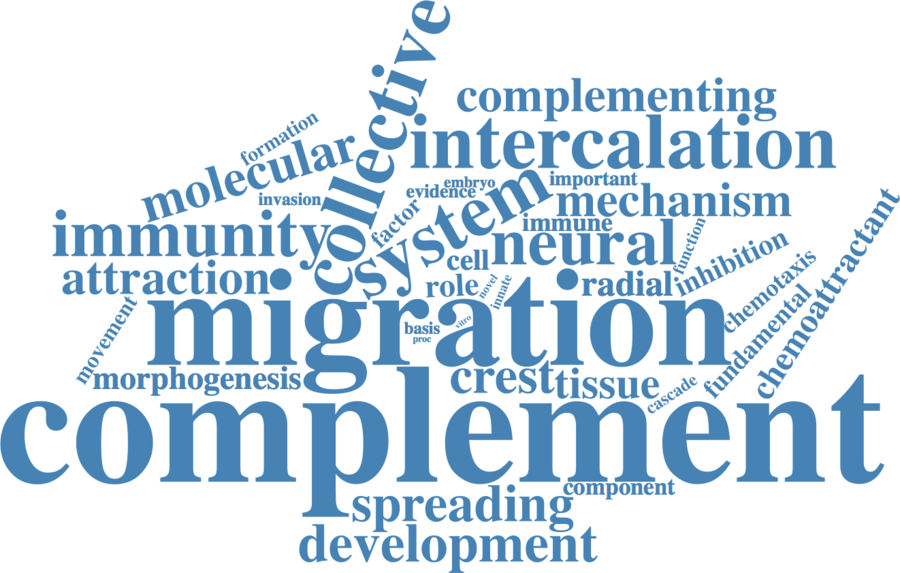 collective
complementing
formation
intercalation
molecular
embryo
important
evidence
invasion
system
mechanism
factor
immune
immunity
neural
function
chemoattractant
cell
inhibition
attraction
role
novel
innate
radial
chemotaxis
migration
movement
basis
vitro
proc
fundamental
morphogenesis
crest
tissue
cascade
complement
component
spreading
development